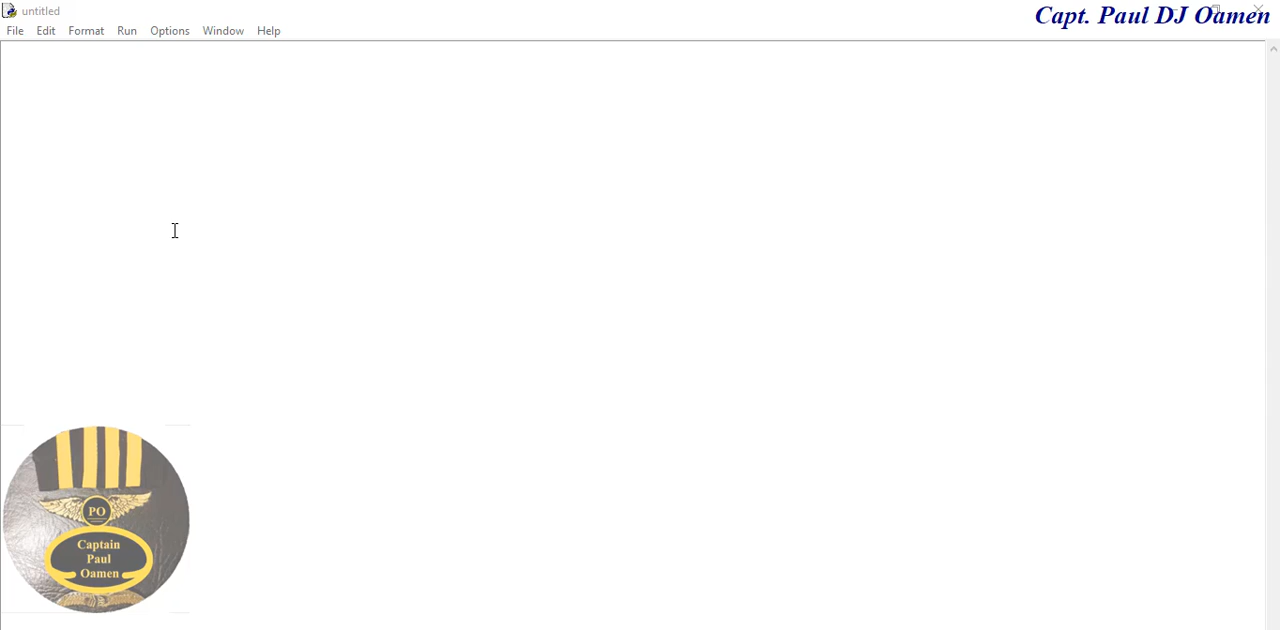 untitled
Capt. Paul DJ Oamen
File Edit Format Run Options Window Help
PO
Captain
Paul
Oamen